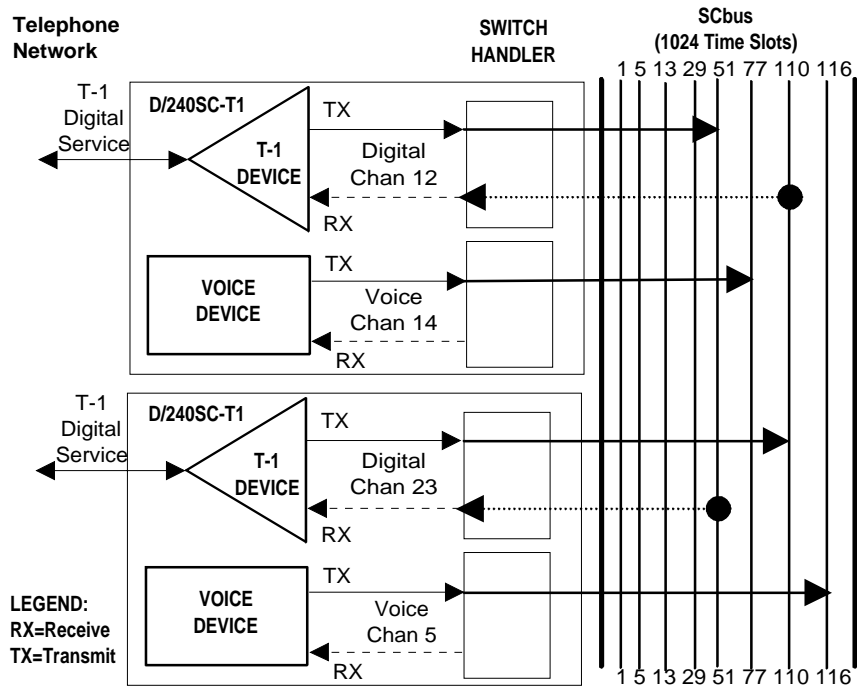 Telephone
Network
SWITCH
HANDLER
SCbus
(1024 Time Slots)
1 5 13 29 51 77 110 116
T-1
Digital
Service
D/240SC-T1
T-1
DEVICE
TX
Digital
Chan 12
RX
VOICE
DEVICE
TX
Voice
Chan 14
RX
T-1
Digital
Service
D/240SC-T1
T-1
DEVICE
TX
Digital
Chan 23
RX
VOICE
DEVICE
TX
Voice
Chan 5
RX
LEGEND:
RX=Receive
TX=Transmit
1 5 13 29 51 77 110 116